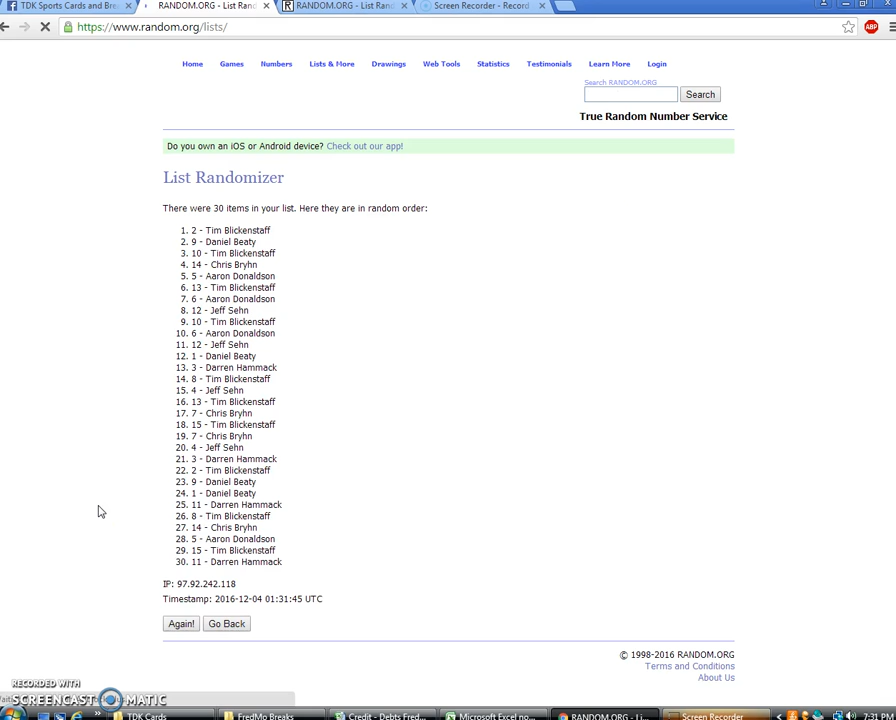 TDK Sports Cards and Bre
RANDOM.ORG - List Ran
RANDOM.ORG - List Rand
Screen Recorder - Record
https://www.random.org/lists/
ABP
Home Games Numbers Lists & More Drawings Web Tools Statistics Testimonials Learn More Login
Search RANDOM.ORG
Search
True Random Number Service
Do you own an iOS or Android device? Check out our app!
List Randomizer
There were 30 items in your list. Here they are in random order:
1. 2 - Tim Blickenstaff
2. 9 - Daniel Beaty
3. 10 - Tim Blickenstaff
4. 14 - Chris Bryhn
5. 5 - Aaron Donaldson
6. 13 - Tim Blickenstaff
7. 6 - Aaron Donaldson
8. 12 - Jeff Sehn
9. 10 - Tim Blickenstaff
10. 6 - Aaron Donaldson
11. 12 - Jeff Sehn
12. 1 - Daniel Beaty
13. 3 - Darren Hammack
14. 8 - Tim Blickenstaff
15. 4 - Jeff Sehn
16. 13 - Tim Blickenstaff
17. 7 - Chris Bryhn
18. 15 - Tim Blickenstaff
19. 7 - Chris Bryhn
20. 4 - Jeff Sehn
21. 3 - Darren Hammack
22. 2 - Tim Blickenstaff
23. 9 - Daniel Beaty
24. 1 - Daniel Beaty
25. 11 - Darren Hammack
26. 8 - Tim Blickenstaff
27. 14 - Chris Bryhn
28. 5 - Aaron Donaldson
29. 15 - Tim Blickenstaff
30. 11 - Darren Hammack
IP: 97.92.242.118
Timestamp: 2016-12-04 01:31:45 UTC
Again! Go Back
© 1998-2016 RANDOM.ORG
Terms and Conditions
About Us
RECORDED WITH
SCREENCAST MATIC
TDK Cards
FredMo Breaks
Credit - Debts Fred...
Microsoft Excel no...
RANDOM.ORG - Li...
Screen Recorder
7:31 PM